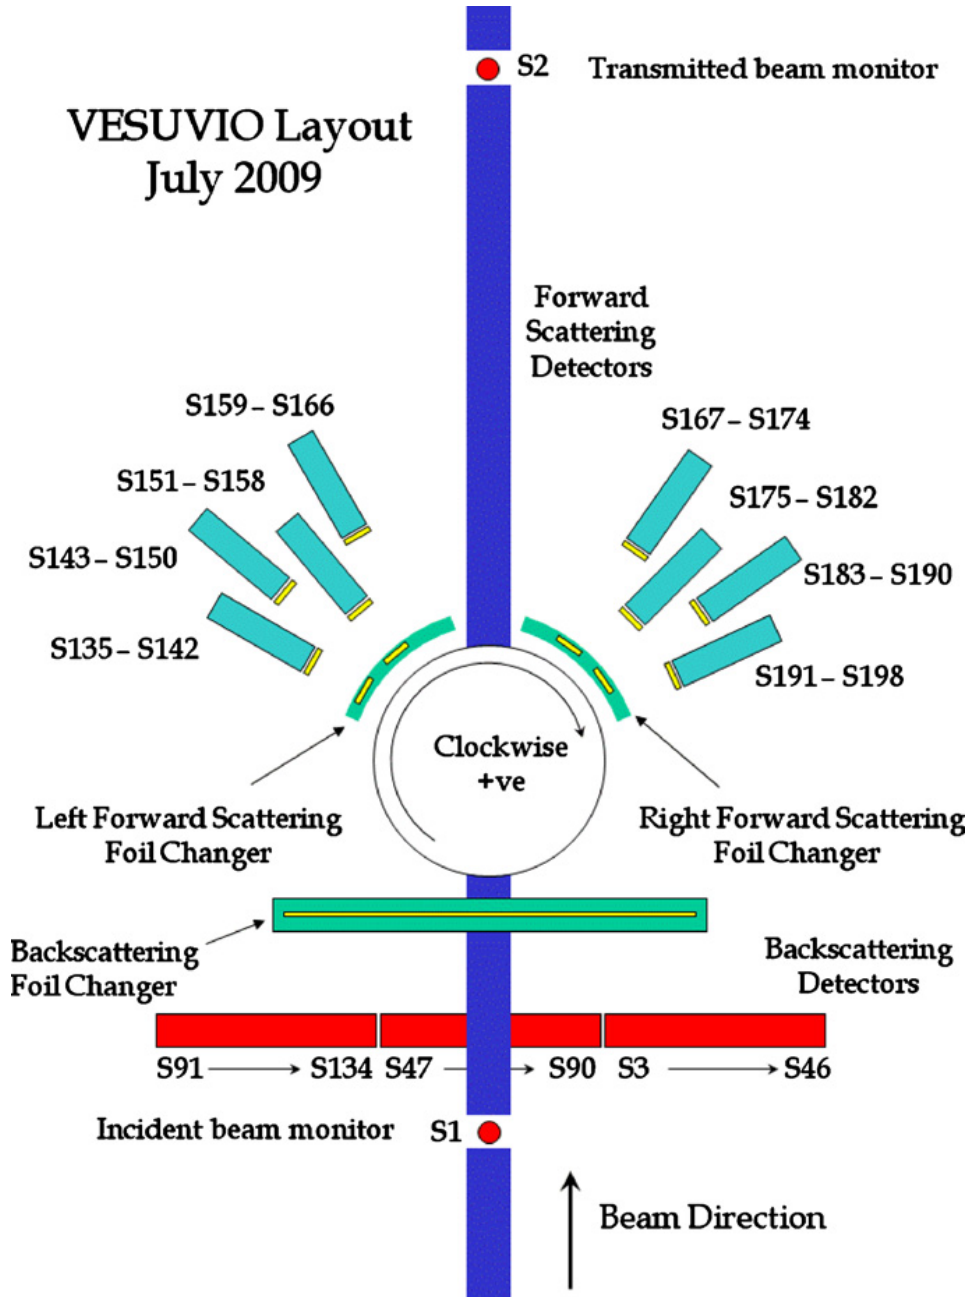 S2 Transmitted beam monitor
VESUVIO Layout
July 2009
Forward
Scattering
Detectors
S159 – S166
S167 – S174
S151 – S158
S175 – S182
S143 – S150
S183 – S190
S135 – S142
S191 – S198
Clockwise
+ve
Left Forward Scattering
Foil Changer
Right Forward Scattering
Foil Changer
Backscattering
Foil Changer
Backscattering
Detectors
S91 S134 S47 S90 S3 S46
Incident beam monitor S1
Beam Direction